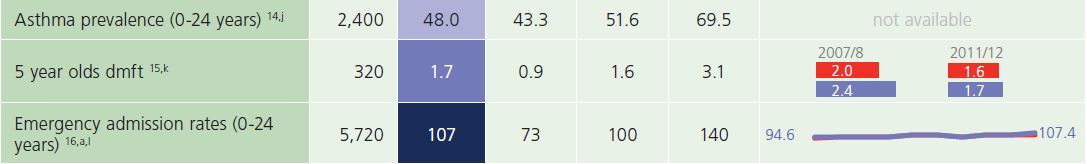 Asthma prevalence (0-24 years) 14,j 2,400 48.0 43.3 51.6 69.5 not available
2007/8 2011/12
5 year olds dmft 15,k 320 1.7 0.9 1.6 3.1 2.0 1.6
2.4 1.7
Emergency admission rates (0-24
years) 16,a,l 5,720 107 73 100 140 94.6 107.4